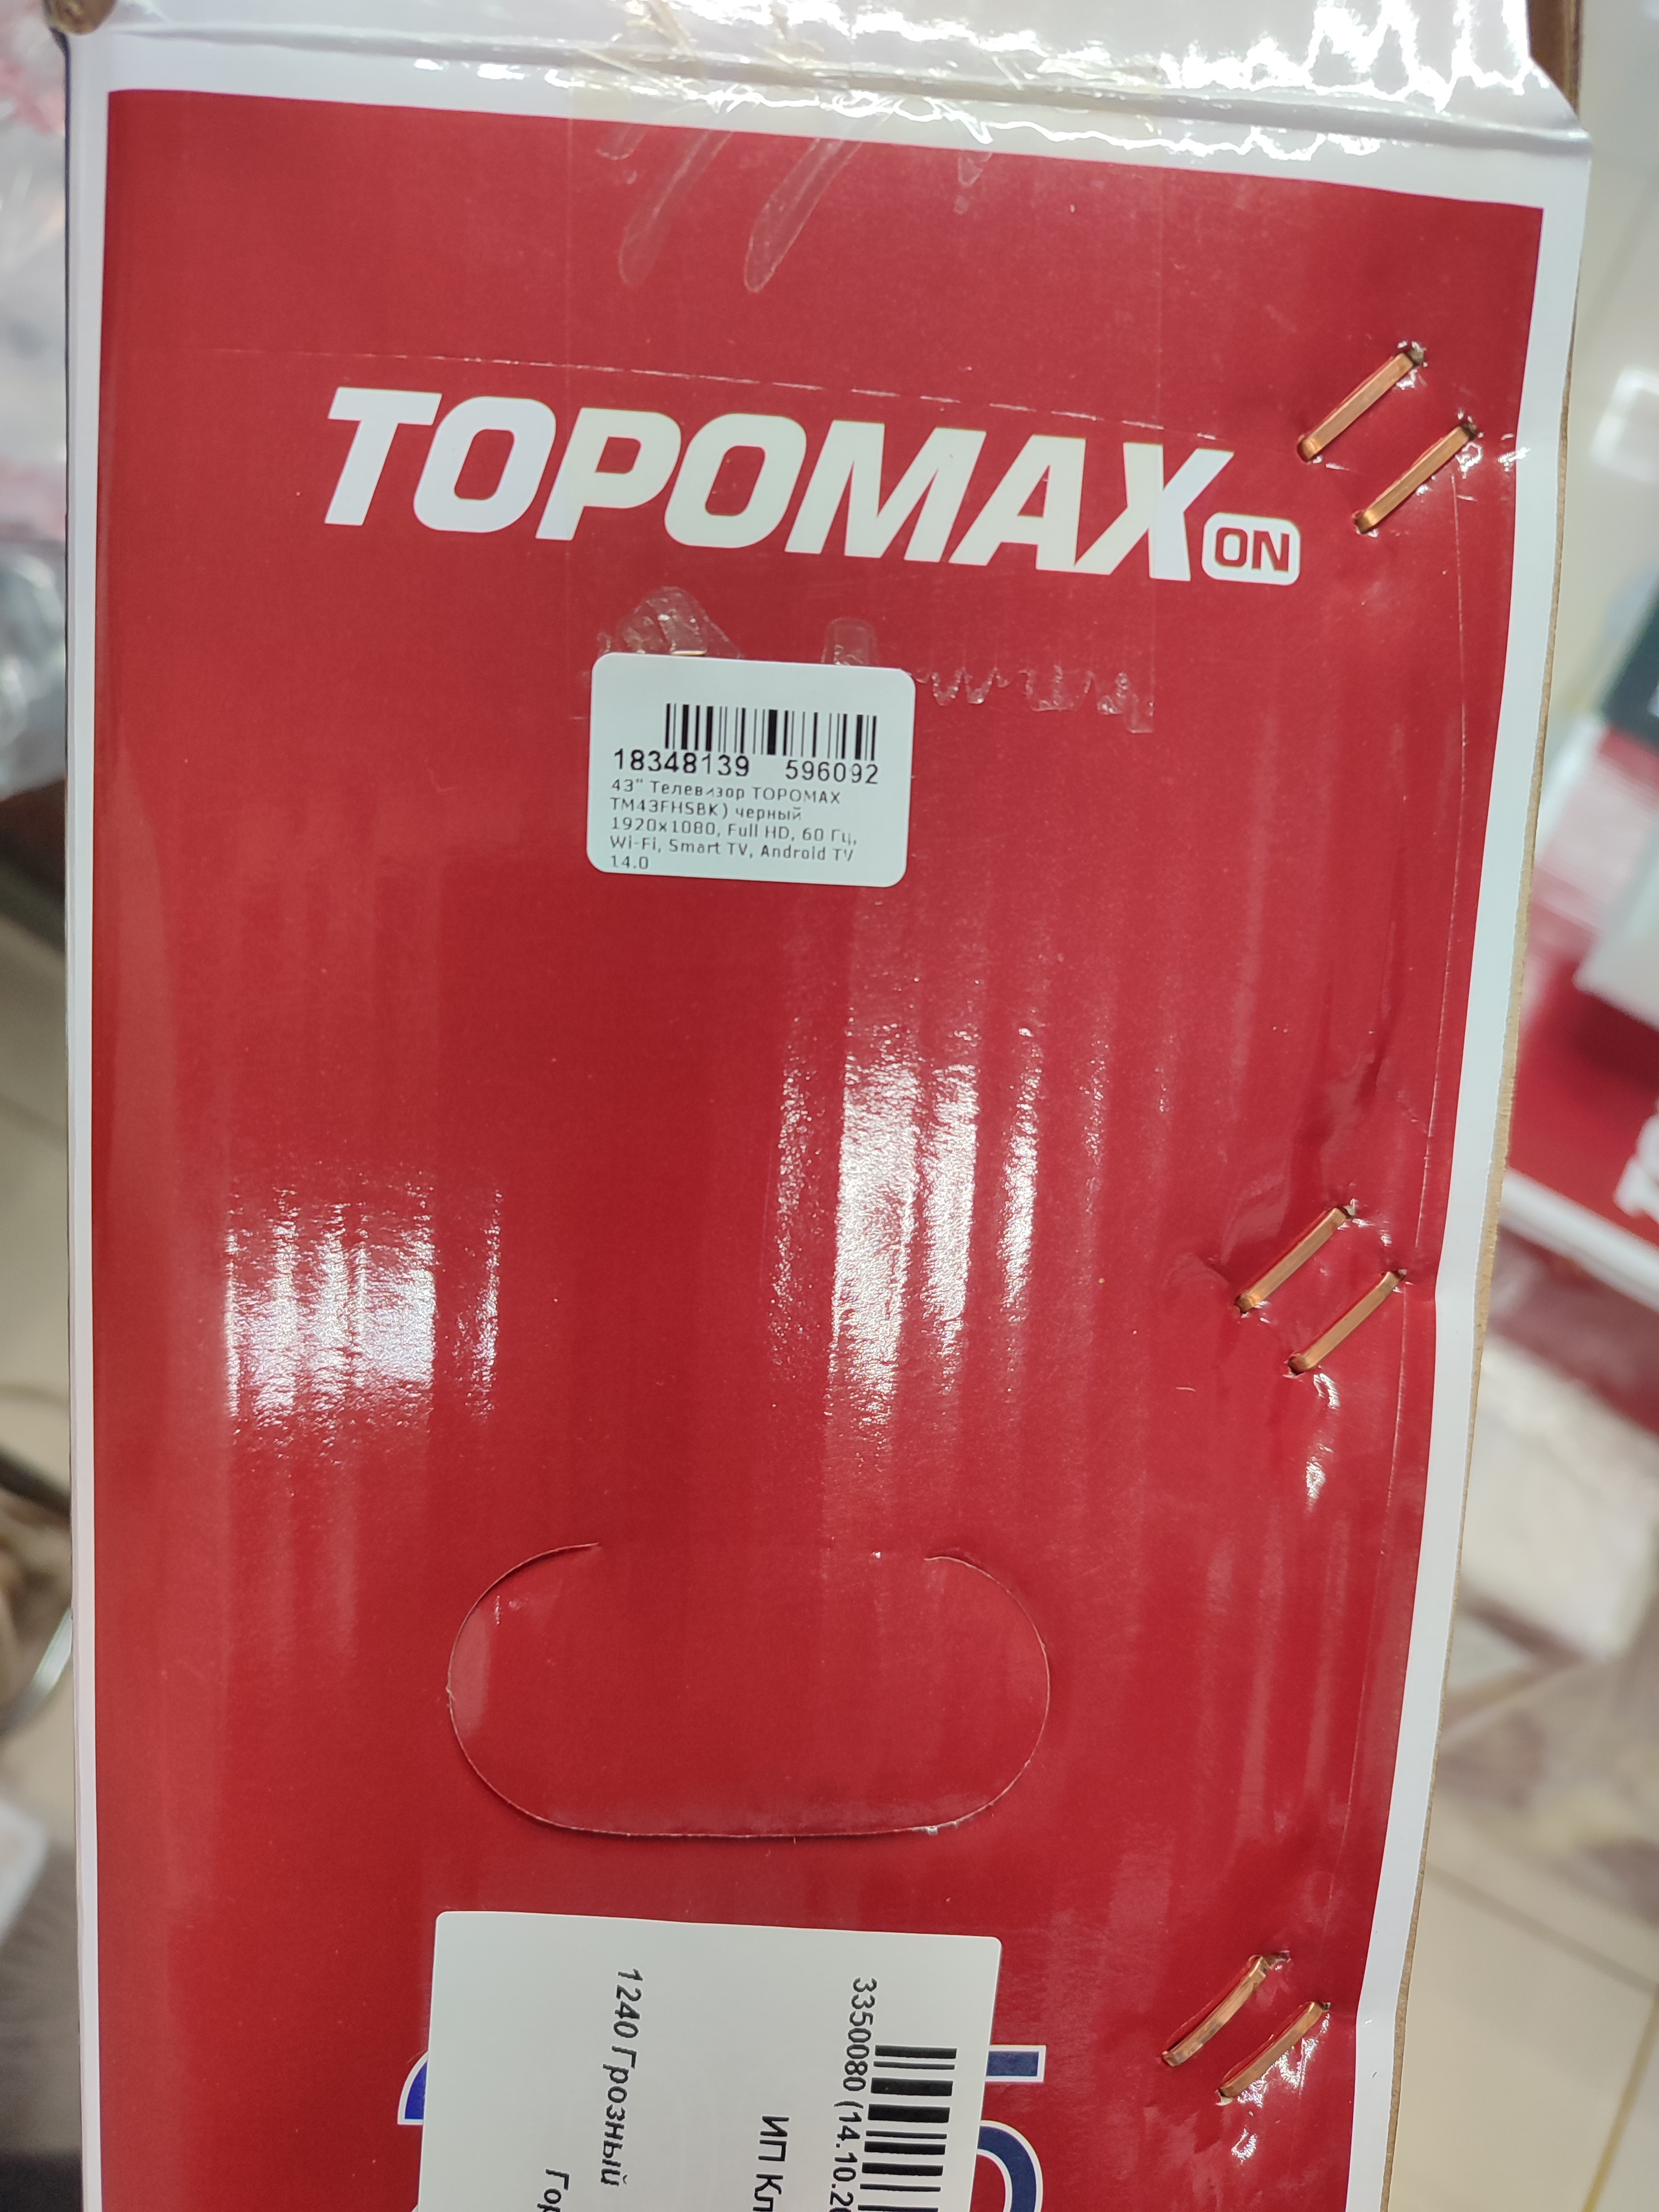 TOPOMAX ON
18348139 596092
43" Телевизор TOPOMAX
TM43FHSBK) черный
1920x1080, Full HD, 60 Гц,
Wi-Fi, Smart TV, Android TV
14.0
3350080 (14.10.20
ИП Кл
1240 Грозный
Гор